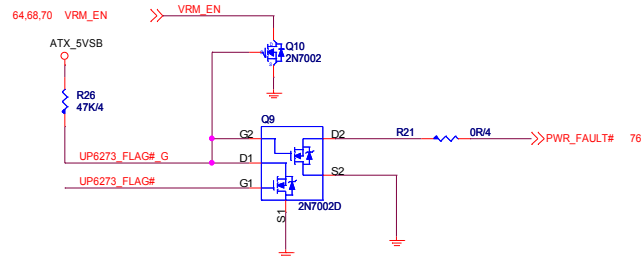 64,68,70 VRM_EN VRM_EN
ATX_5VSB
Q10
2N7002
R26
47K/4
Q9
G2 D2 R21 0R/4 PWR_FAULT# 76
UP6273_FLAG#_G D1
S2
UP6273_FLAG# G1
2N7002D
S1